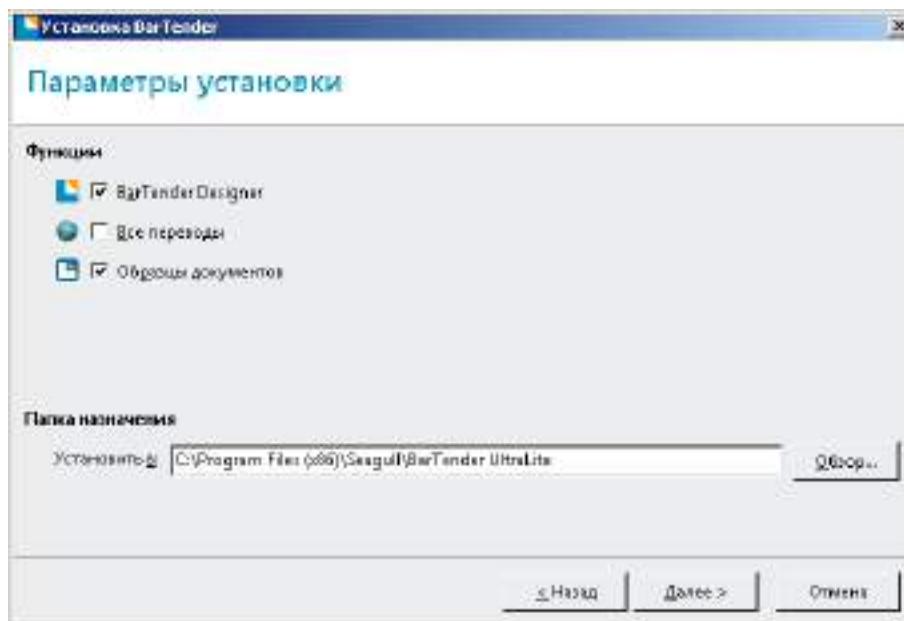 Установка BarTender
Параметры установки
Функции
BarTender Designer
Все переводы
Образцы документов
Папка назначения
Установить в C:\Program Files (x86)\Seagull\BarTender UltraLite Обзор...
< Назад Далее > Отмена